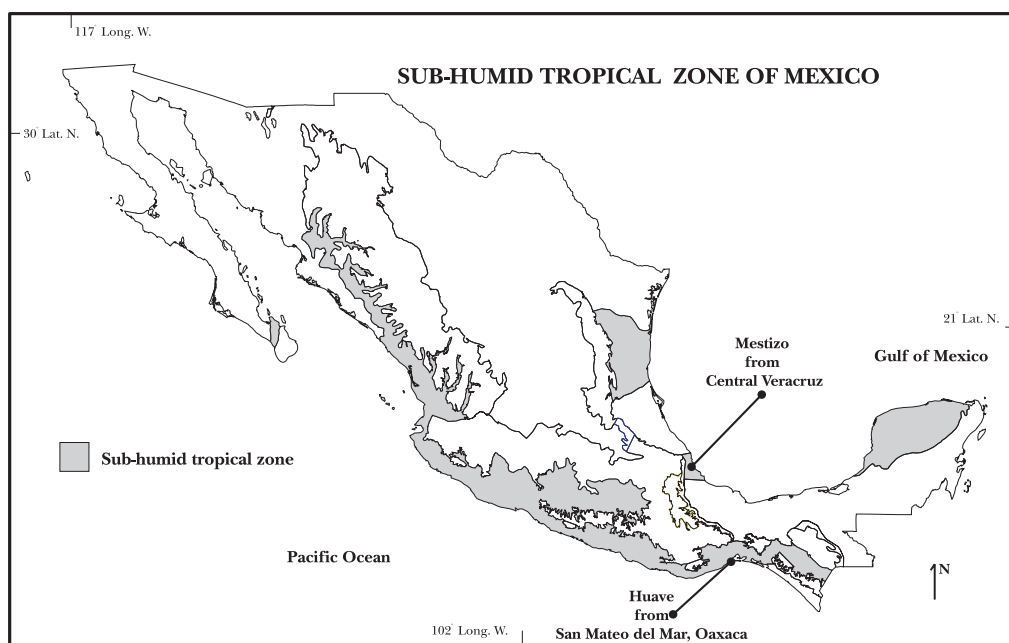 117° Long. W.
SUB-HUMID TROPICAL ZONE OF MEXICO
30° Lat. N.
21° Lat. N.
Mestizo
from
Central Veracruz
Gulf of Mexico
Sub-humid tropical zone
Pacific Ocean
N
Huave
from
San Mateo del Mar, Oaxaca
102° Long. W.